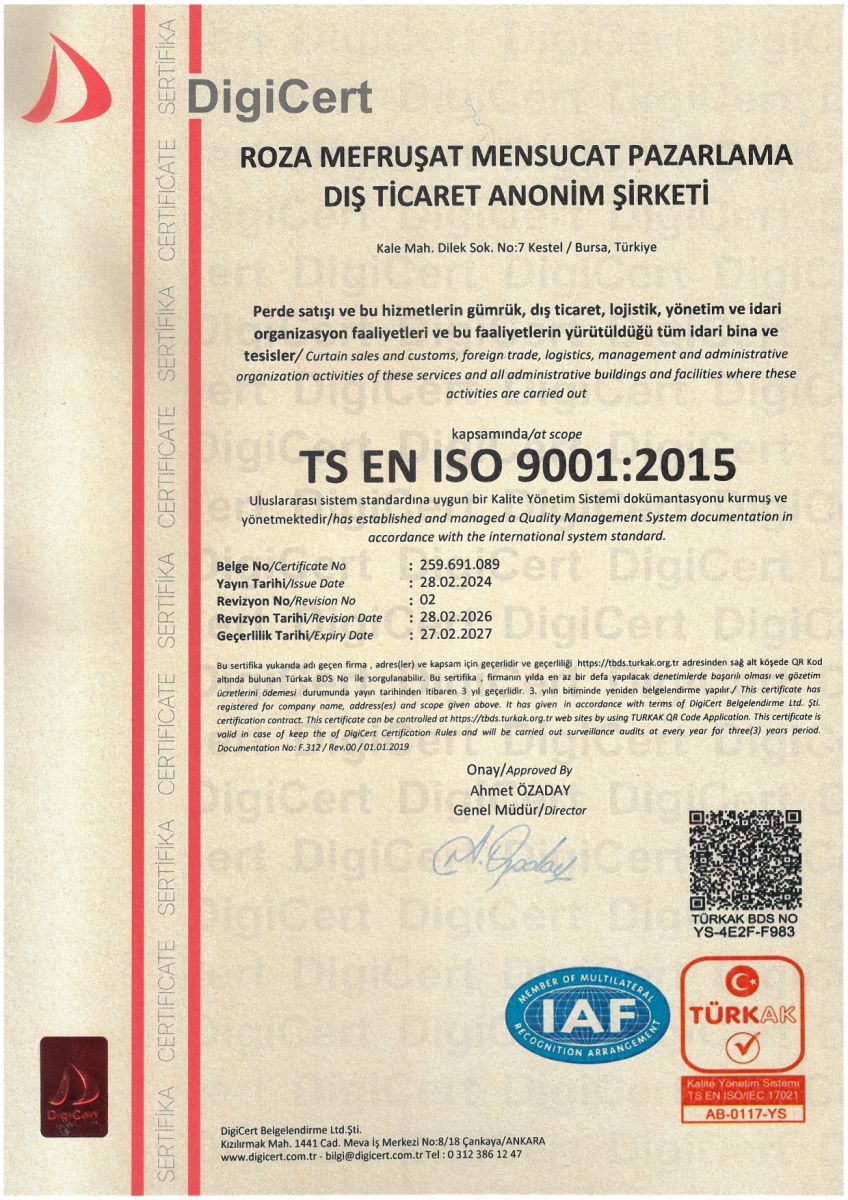 DigiCert
ROZA MEFRUŞAT MENSUCAT PAZARLAMA
DIŞ TİCARET ANONİM ŞİRKETİ
Kale Mah. Dilek Sok. No:7 Kestel / Bursa, Türkiye
Perde satışı ve bu hizmetlerin gümrük, dış ticaret, lojistik, yönetim ve idari
organizasyon faaliyetleri ve bu faaliyetlerin yürütüldüğü tüm idari bina ve
tesisler/ Curtain sales and customs, foreign trade, logistics, management and administrative
organization activities of these services and all administrative buildings and facilities where these
activities are carried out
kapsamında/at scope
TS EN ISO 9001:2015
Uluslararası sistem standardına uygun bir Kalite Yönetim Sistemi dokümantasyonu kurmuş ve
yönetmektedir/has established and managed a Quality Management System documentation in
accordance with the international system standard.
Belge No/Certificate No : 259.691.089
Yayın Tarihi/Issue Date : 28.02.2024
Revizyon No/Revision No : 02
Revizyon Tarihi/Revision Date : 28.02.2026
Geçerlilik Tarihi/Expiry Date : 27.02.2027
Bu sertifika yukarıda adı geçen firma , adres(ler) ve kapsam için geçerlidir ve geçerliliği https://tbds.turkak.org.tr adresinden sağ alt köşede QR Kod
altında bulunan Türkak BDS No ile sorgulanabilir. Bu sertifika , firmanın yılda en az bir defa yapılacak denetimlerde başarılı olması ve gözetim
ücretlerini ödemesi durumunda yayın tarihinden itibaren 3 yıl geçerlidir. 3. yılın bitiminde yeniden belgelendirme yapılır./ This certificate has
registered for company name, address(es) and scope given above. It has given in accordance with terms of DigiCert Belgelendirme Ltd. Şti.
certification contract. This certificate can be controlled at https://tbds.turkak.org.tr web sites by using TURKAK QR Code Application. This certificate is
valid in case of keep the of DigiCert Certification Rules and will be carried out surveillance audits at every year for three(3) years period.
Documentation No: F.312 / Rev.00 / 01.01.2019
Onay/Approved By
Ahmet ÖZADAY
Genel Müdür/Director
TÜRKAK BDS NO
YS-4E2F-F983
MEMBER OF MULTILATERAL
IAF
RECOGNITION ARRANGEMENT
TÜRKAK
Kalite Yönetim Sistemi
TS EN ISO/IEC 17021
AB-0117-YS
DigiCert
DigiCert Belgelendirme Ltd.Şti.
Kızılırmak Mah. 1441 Cad. Meva İş Merkezi No:8/18 Çankaya/ANKARA
www.digicert.com.tr - bilgi@digicert.com.tr Tel : 0 312 386 12 47
SERTİFİKA CERTIFICATE SERTİFİKA CERTIFICATE SERTİFİKA CERTIFICATE SERTİFİKA CERTIFICATE SERTİFİKA